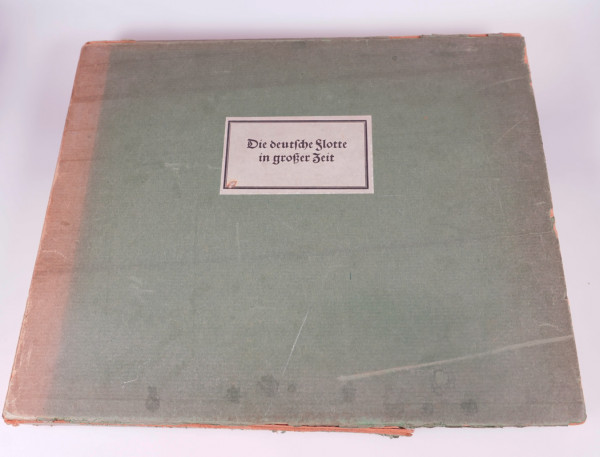 Die deutsche Flotte
in großer Zeit